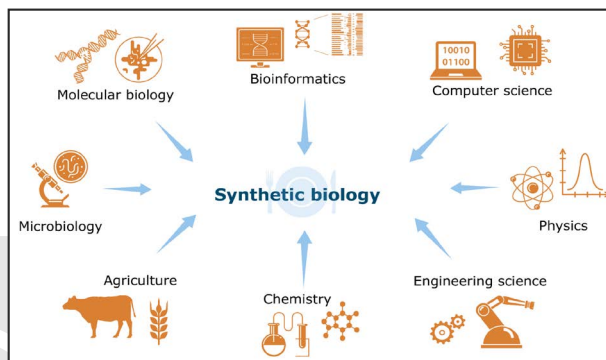 Bioinformatics
Molecular biology
Computer science
10010
01100
Microbiology
Synthetic biology
Physics
Agriculture
Chemistry
Engineering science